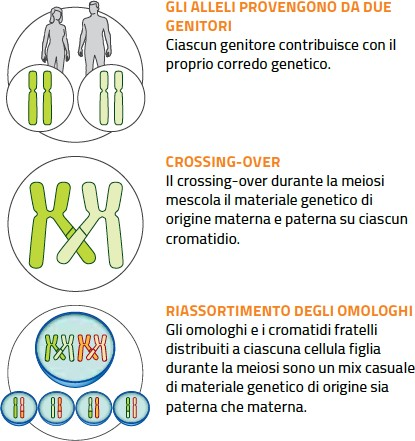 GLI ALLELI PROVENGONO DA DUE
GENITORI
Ciascun genitore contribuisce con il
proprio corredo genetico.
CROSSING-OVER
Il crossing-over durante la meiosi
mescola il materiale genetico di
origine materna e paterna su ciascun
cromatidio.
RIASSORTIMENTO DEGLI OMOLOGHI
Gli omologhi e i cromatidi fratelli
distribuiti a ciascuna cellula figlia
durante la meiosi sono un mix casuale
di materiale genetico di origine sia
paterna che materna.